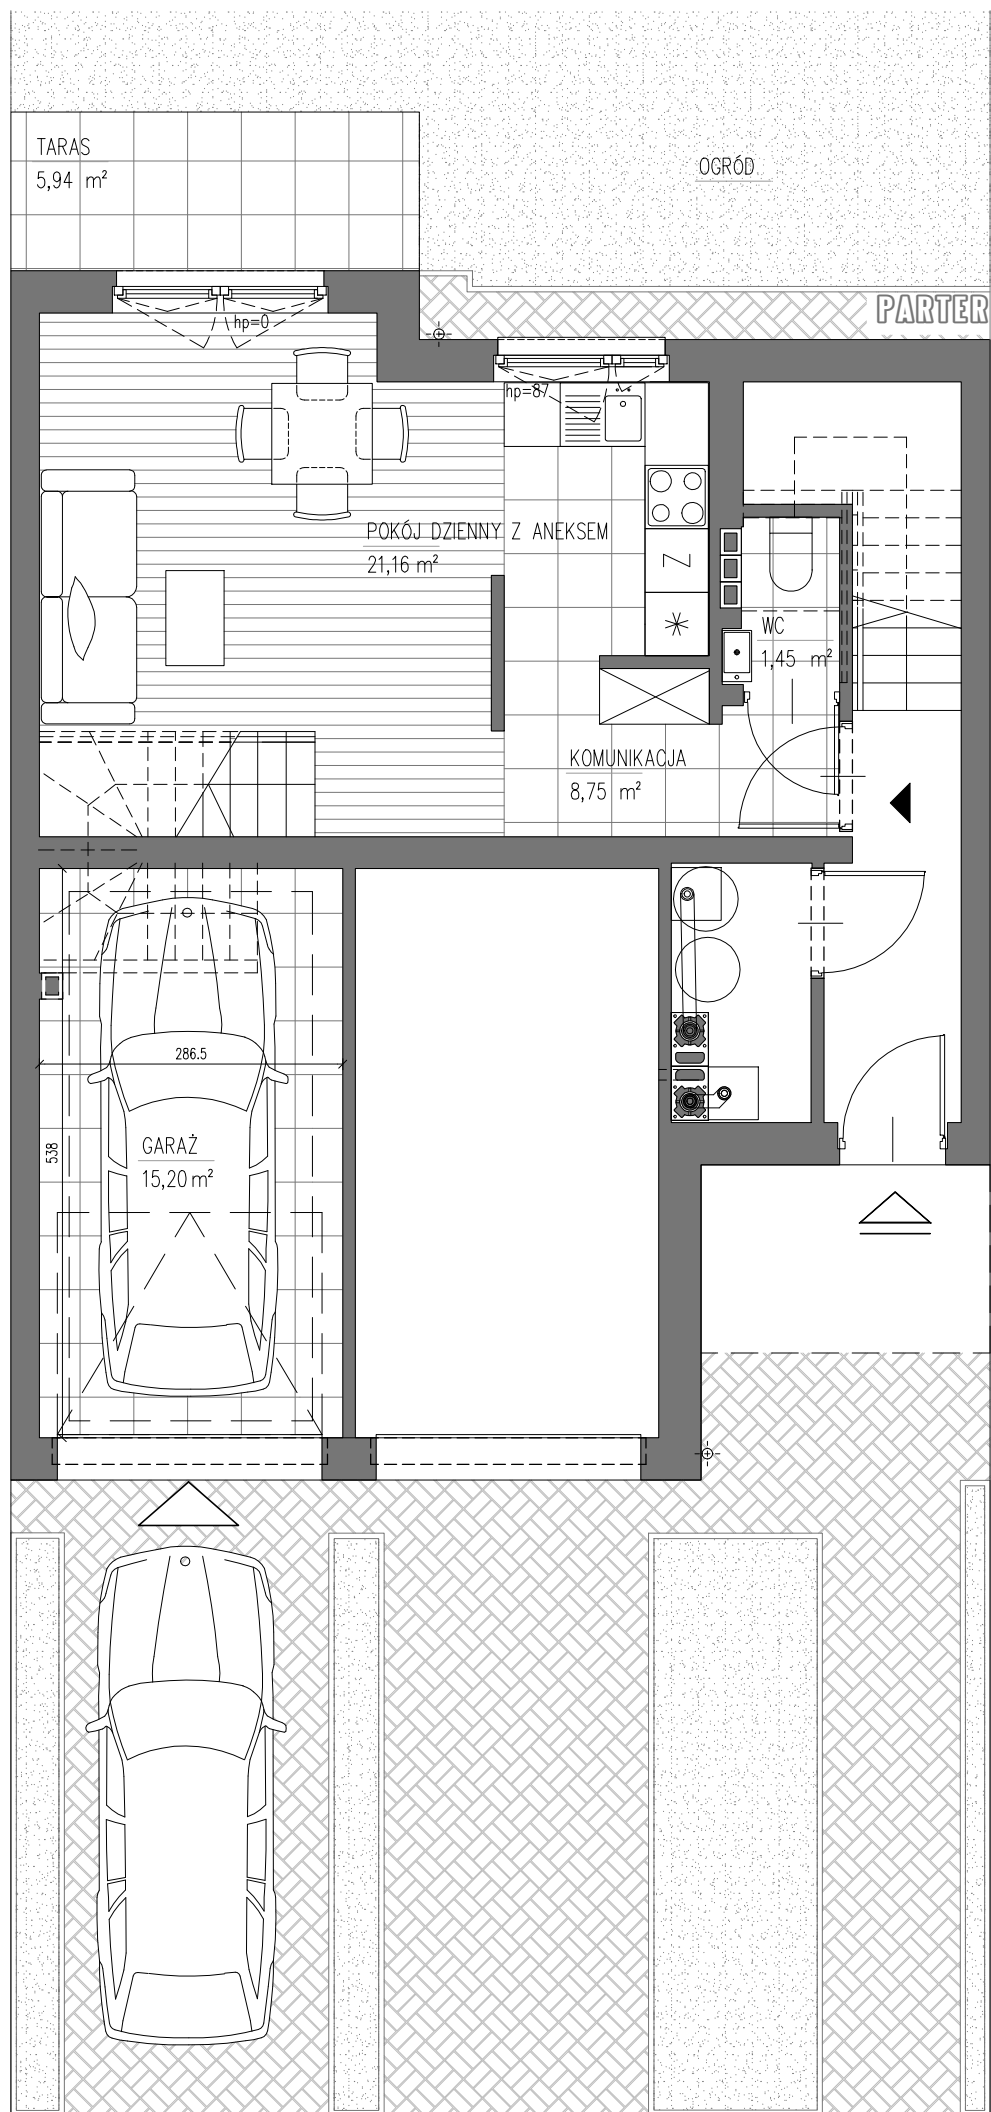 TARAS
5,94 m²
OGRÓD
PARTER
hp=0
hp=87
POKÓJ DZIENNY Z ANEKSEM
21,16 m²
WC
1,45 m²
KOMUNIKACJA
8,75 m²
286.5
538
GARAŻ
15,20 m²